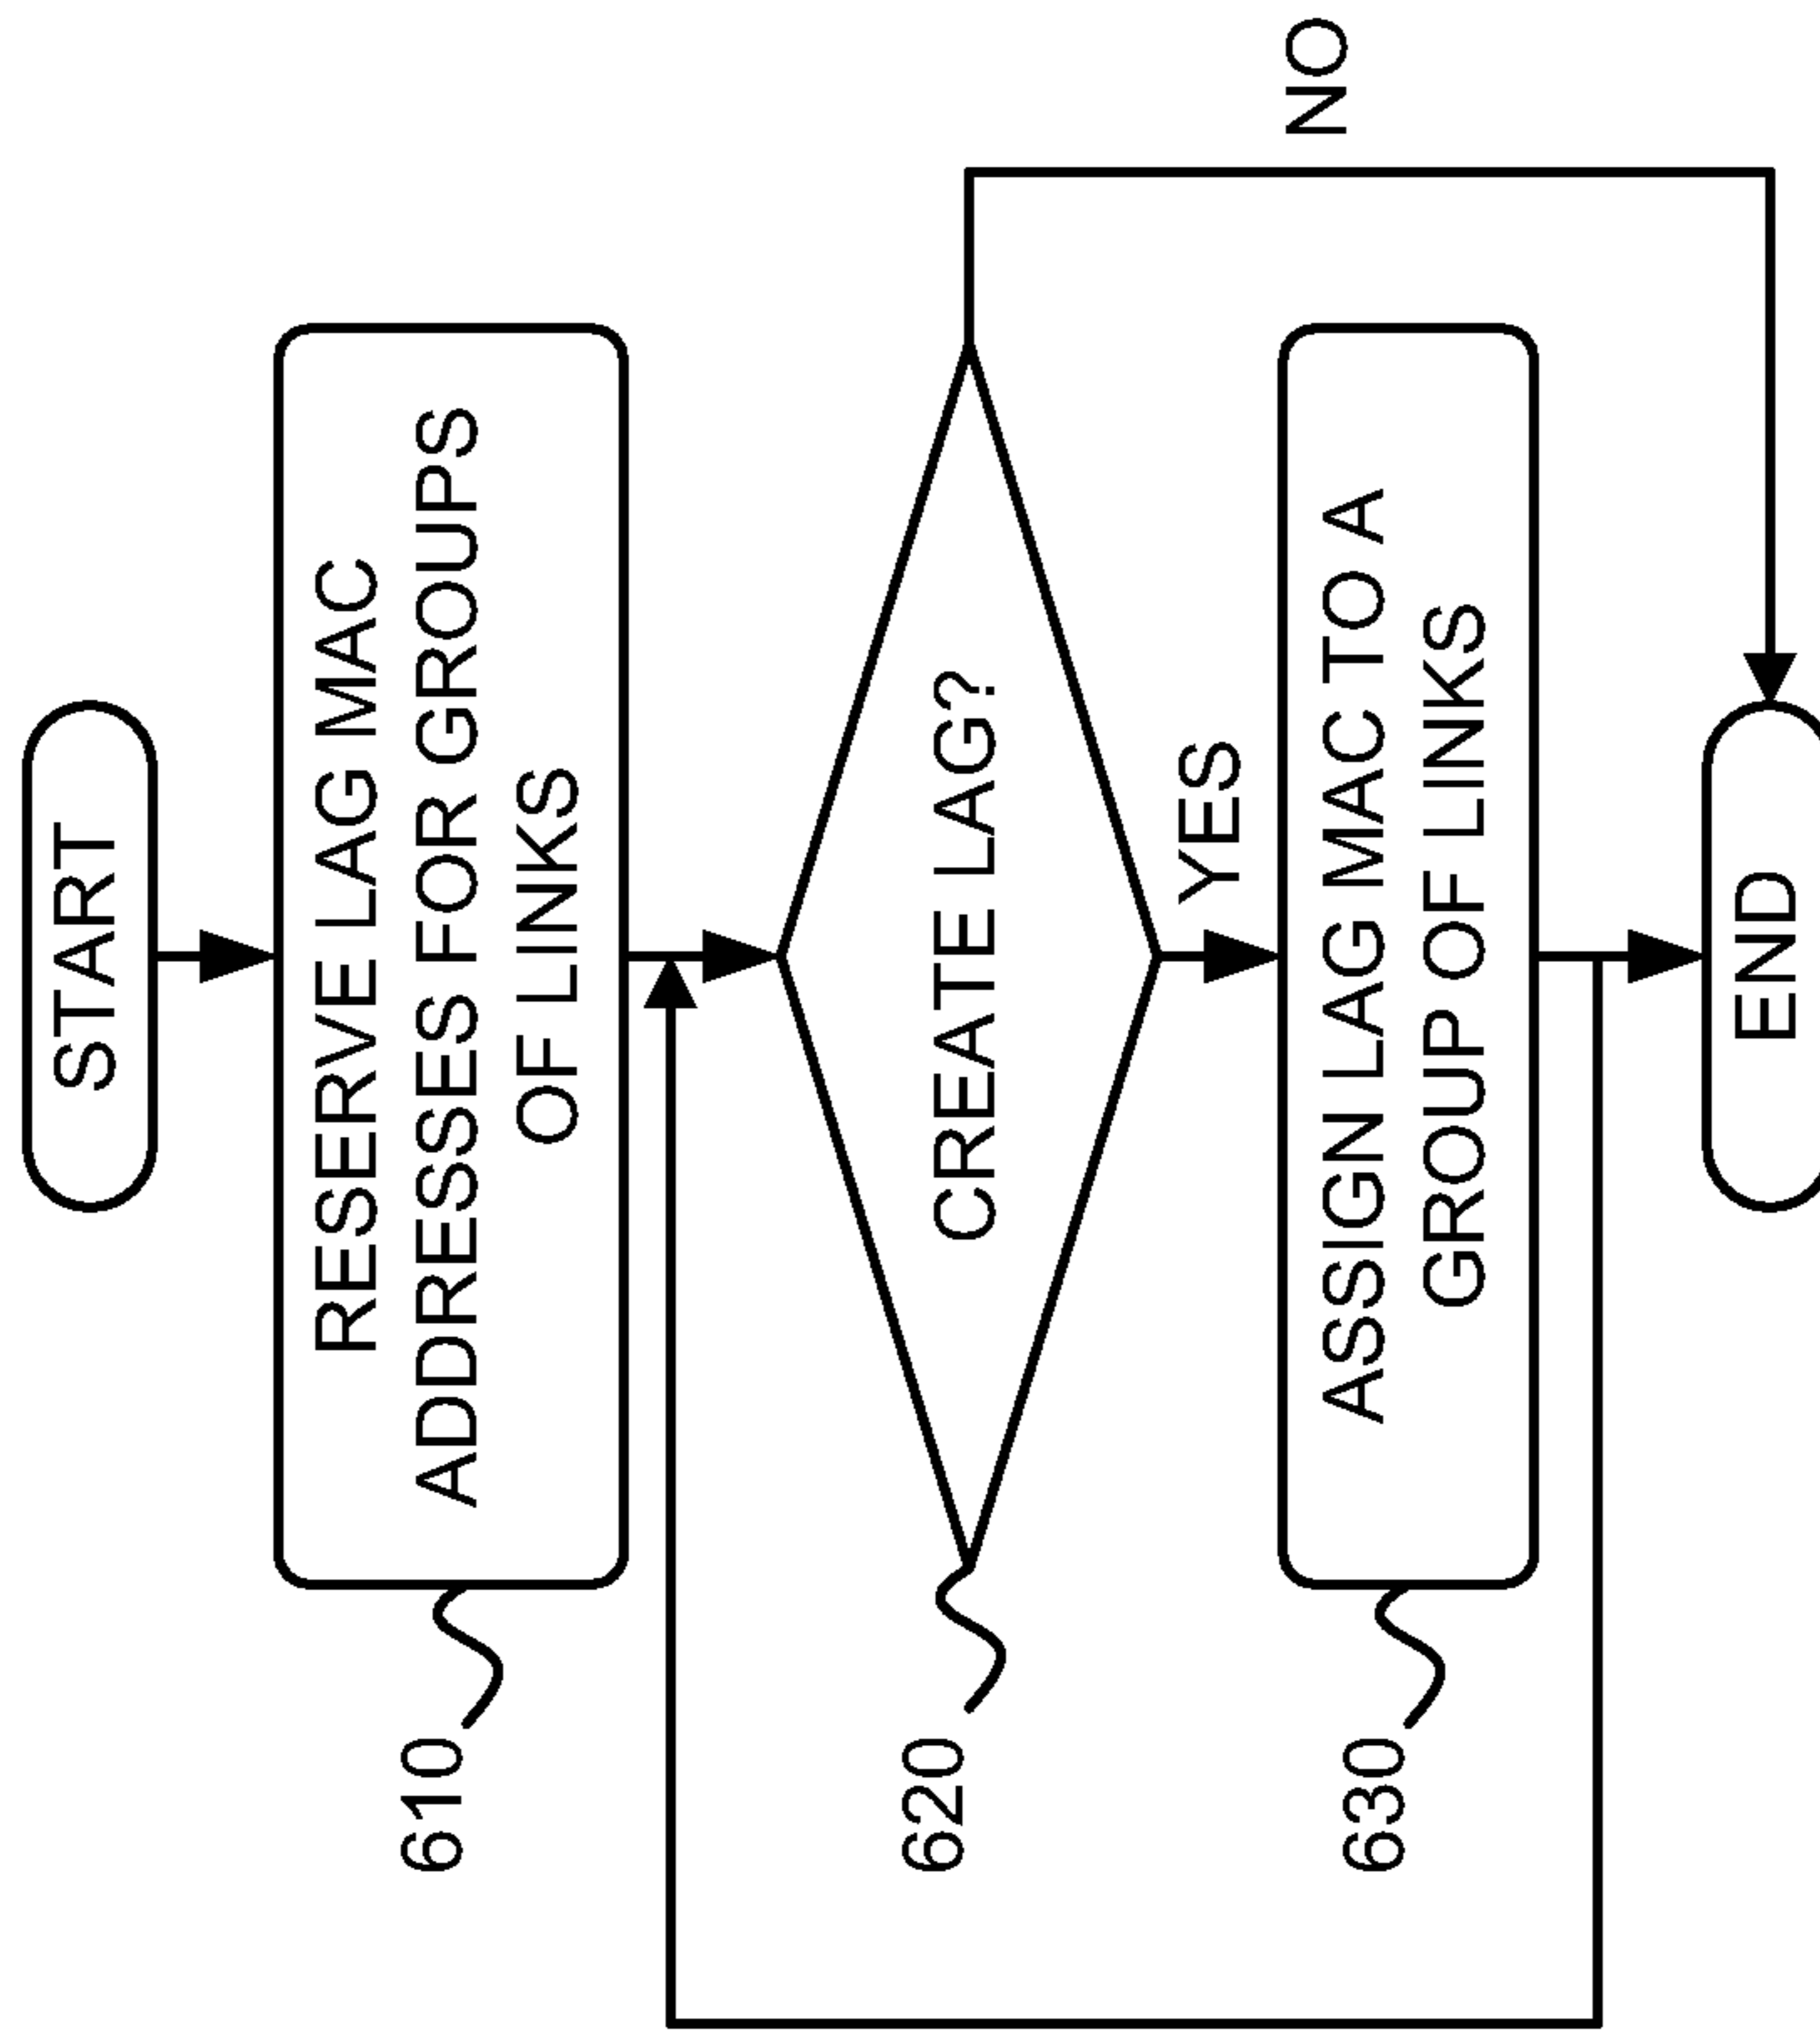 START
RESERVE LAG MAC
ADDRESSES FOR GROUPS
OF LINKS
610
CREATE LAG?
620
NO
YES
ASSIGN LAG MAC TO A
GROUP OF LINKS
630
END